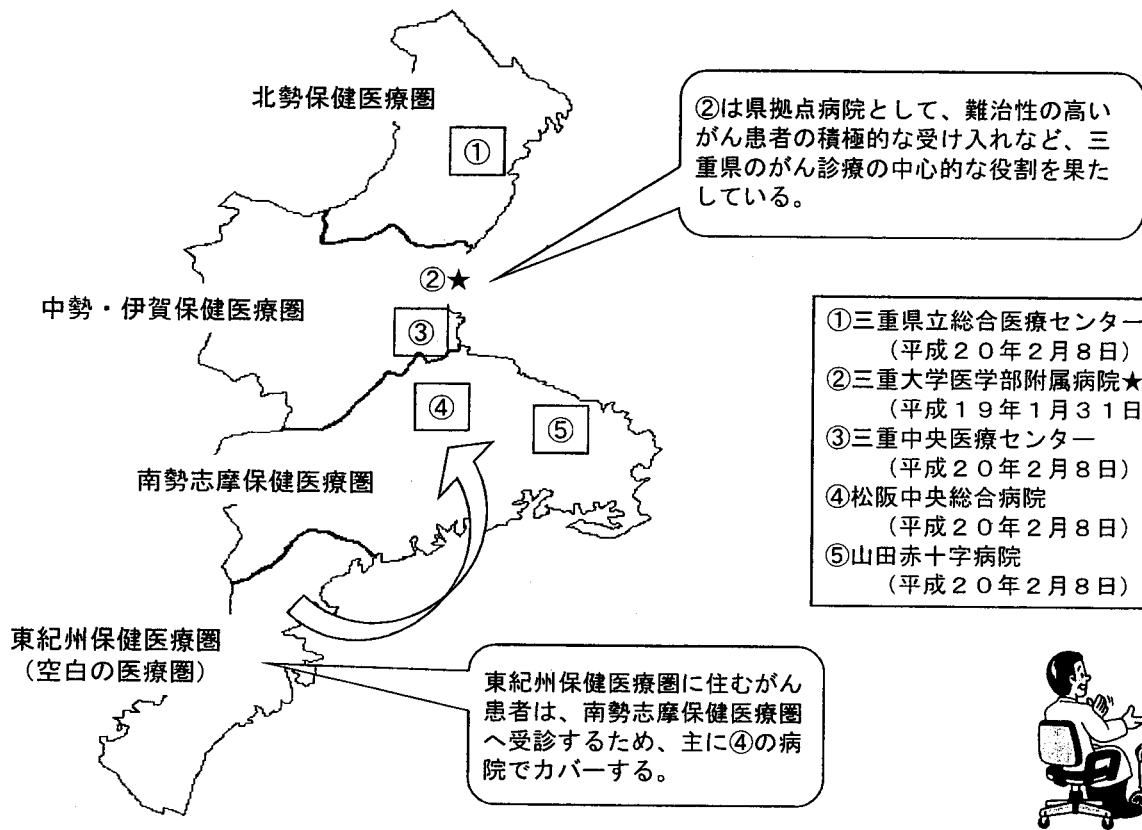 北勢保健医療圏
①
②は県拠点病院として、難治性の高い
がん患者の積極的な受け入れなど、三
重県のがん診療の中心的な役割を果た
している。
②★
中勢・伊賀保健医療圏
③
④
⑤
南勢志摩保健医療圏
①三重県立総合医療センター
(平成20年2月8日)
②三重大学医学部附属病院★
(平成19年1月31日
③三重中央医療センター
(平成20年2月8日)
④松阪中央総合病院
(平成20年2月8日)
⑤山田赤十字病院
(平成20年2月8日)
東紀州保健医療圏
(空白の医療圏)
東紀州保健医療圏に住むがん
患者は、南勢志摩保健医療圏
へ受診するため、主に④の病
院でカバーする。